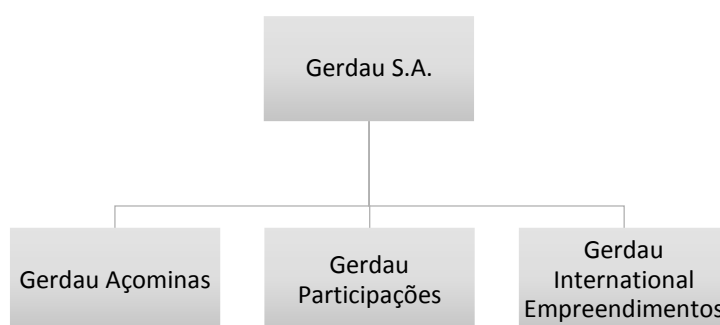 Gerdau S.A.
Gerdau Açominas
Gerdau
Participações
Gerdau
International
Empreendimentos